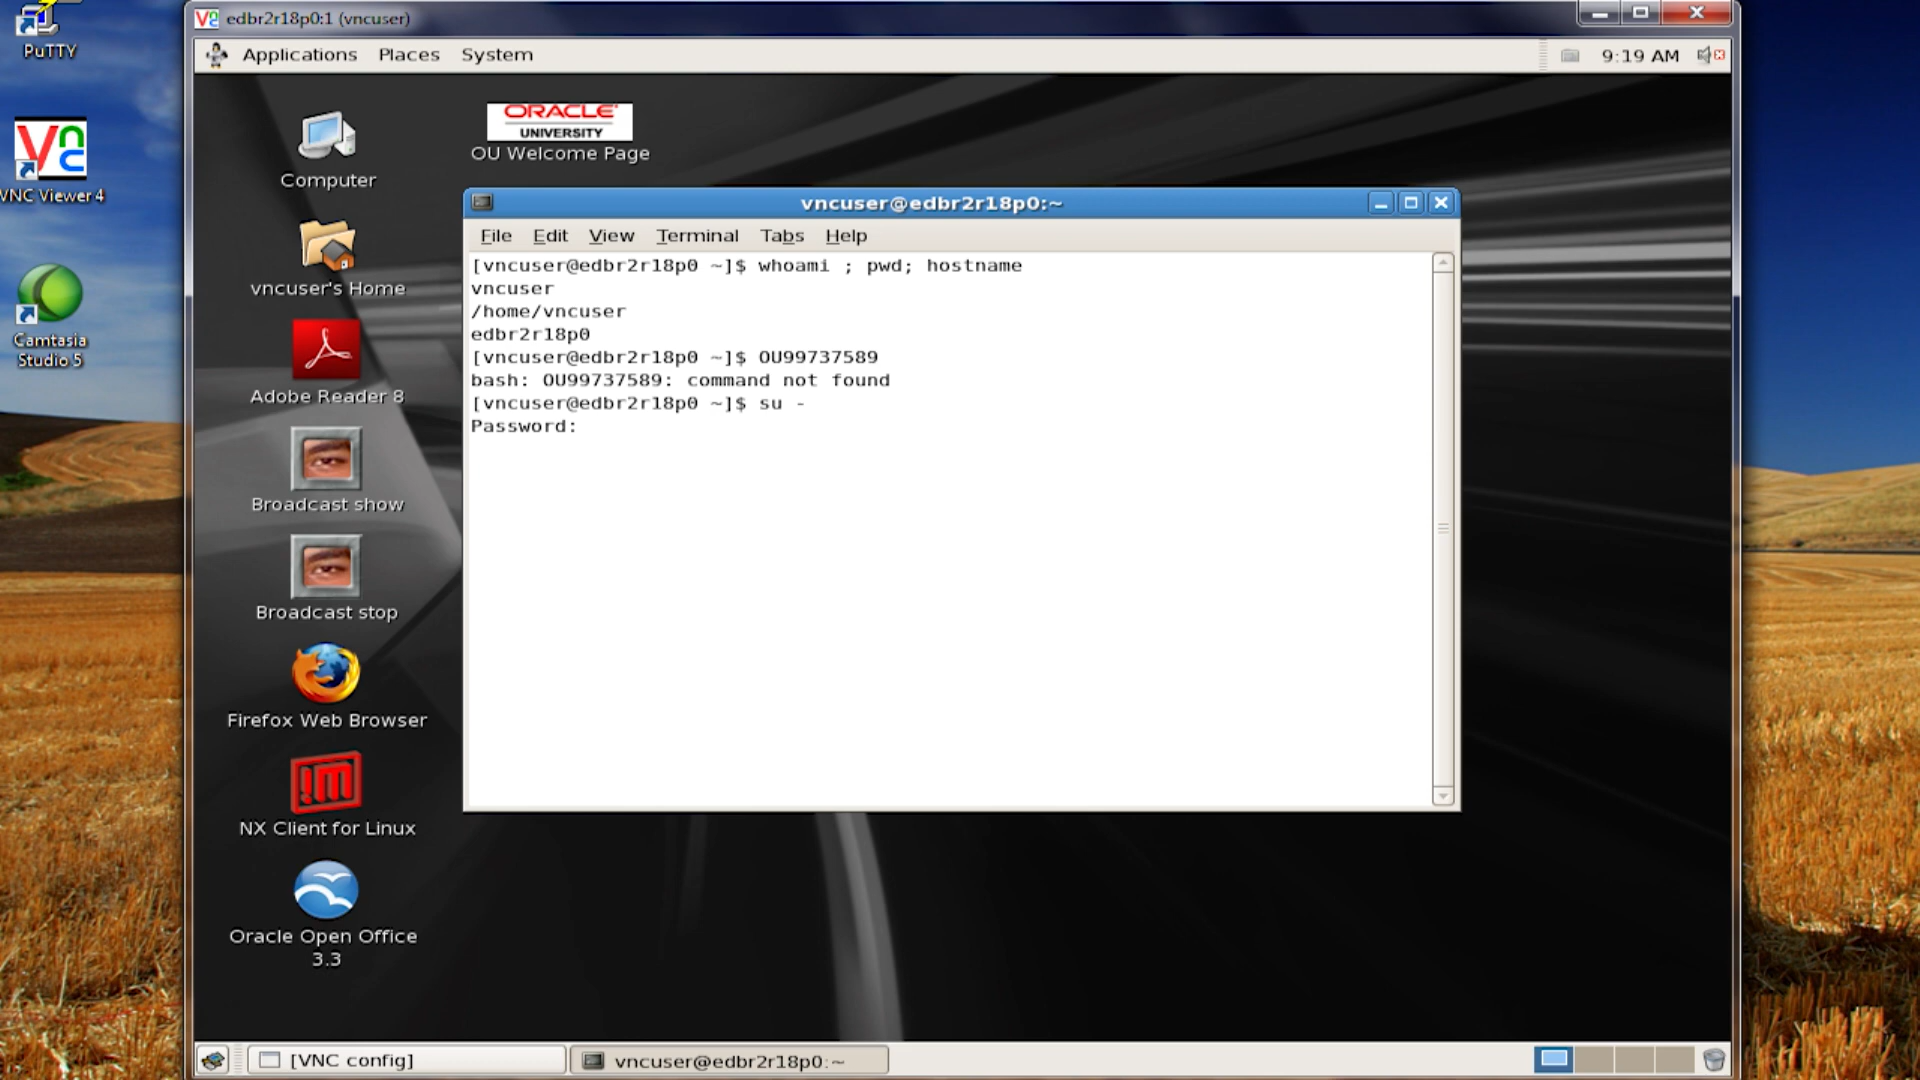 PuTTY
VNC Viewer 4
Camtasia
Studio 5
edbr2r18p0:1 (vncuser)
Applications Places System
9:19 AM
Computer
ORACLE
UNIVERSITY
OU Welcome Page
vncuser's Home
Adobe Reader 8
Broadcast show
Broadcast stop
Firefox Web Browser
!M
NX Client for Linux
Oracle Open Office
3.3
vncuser@edbr2r18p0:~
File Edit View Terminal Tabs Help
[vncuser@edbr2r18p0 ~]$ whoami ; pwd; hostname
vncuser
/home/vncuser
edbr2r18p0
[vncuser@edbr2r18p0 ~]$ OU99737589
bash: OU99737589: command not found
[vncuser@edbr2r18p0 ~]$ su -
Password:
[VNC config]
vncuser@edbr2r18p0:~